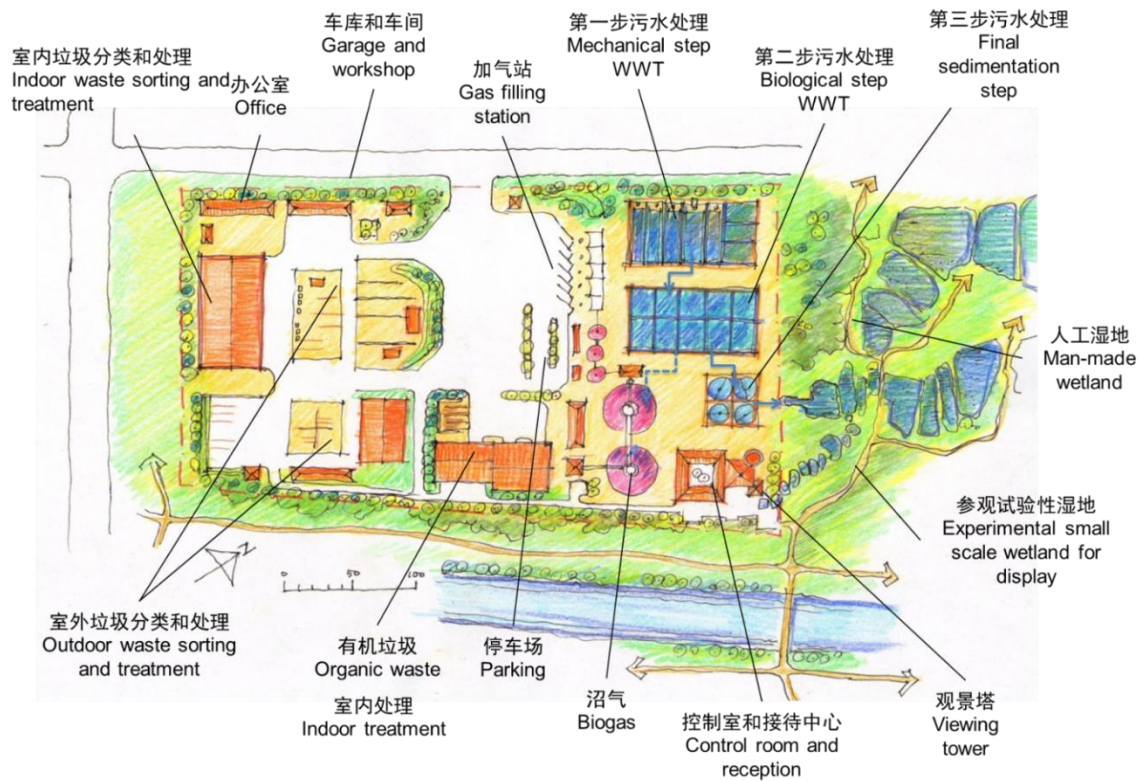 室内垃圾分类和处理
Indoor waste sorting and
treatment
办公室
Office
车库和车间
Garage and
workshop
加气站
Gas filling
station
第一步污水处理
Mechanical step
WWT
第二步污水处理
Biological step
WWT
第三步污水处理
Final
sedimentation
step
人工湿地
Man-made
wetland
参观试验性湿地
Experimental small
scale wetland for
display
N
0 50 100
室外垃圾分类和处理
Outdoor waste sorting
and treatment
有机垃圾
Organic waste
室内处理
Indoor treatment
停车场
Parking
沼气
Biogas
控制室和接待中心
Control room and
reception
观景塔
Viewing
tower